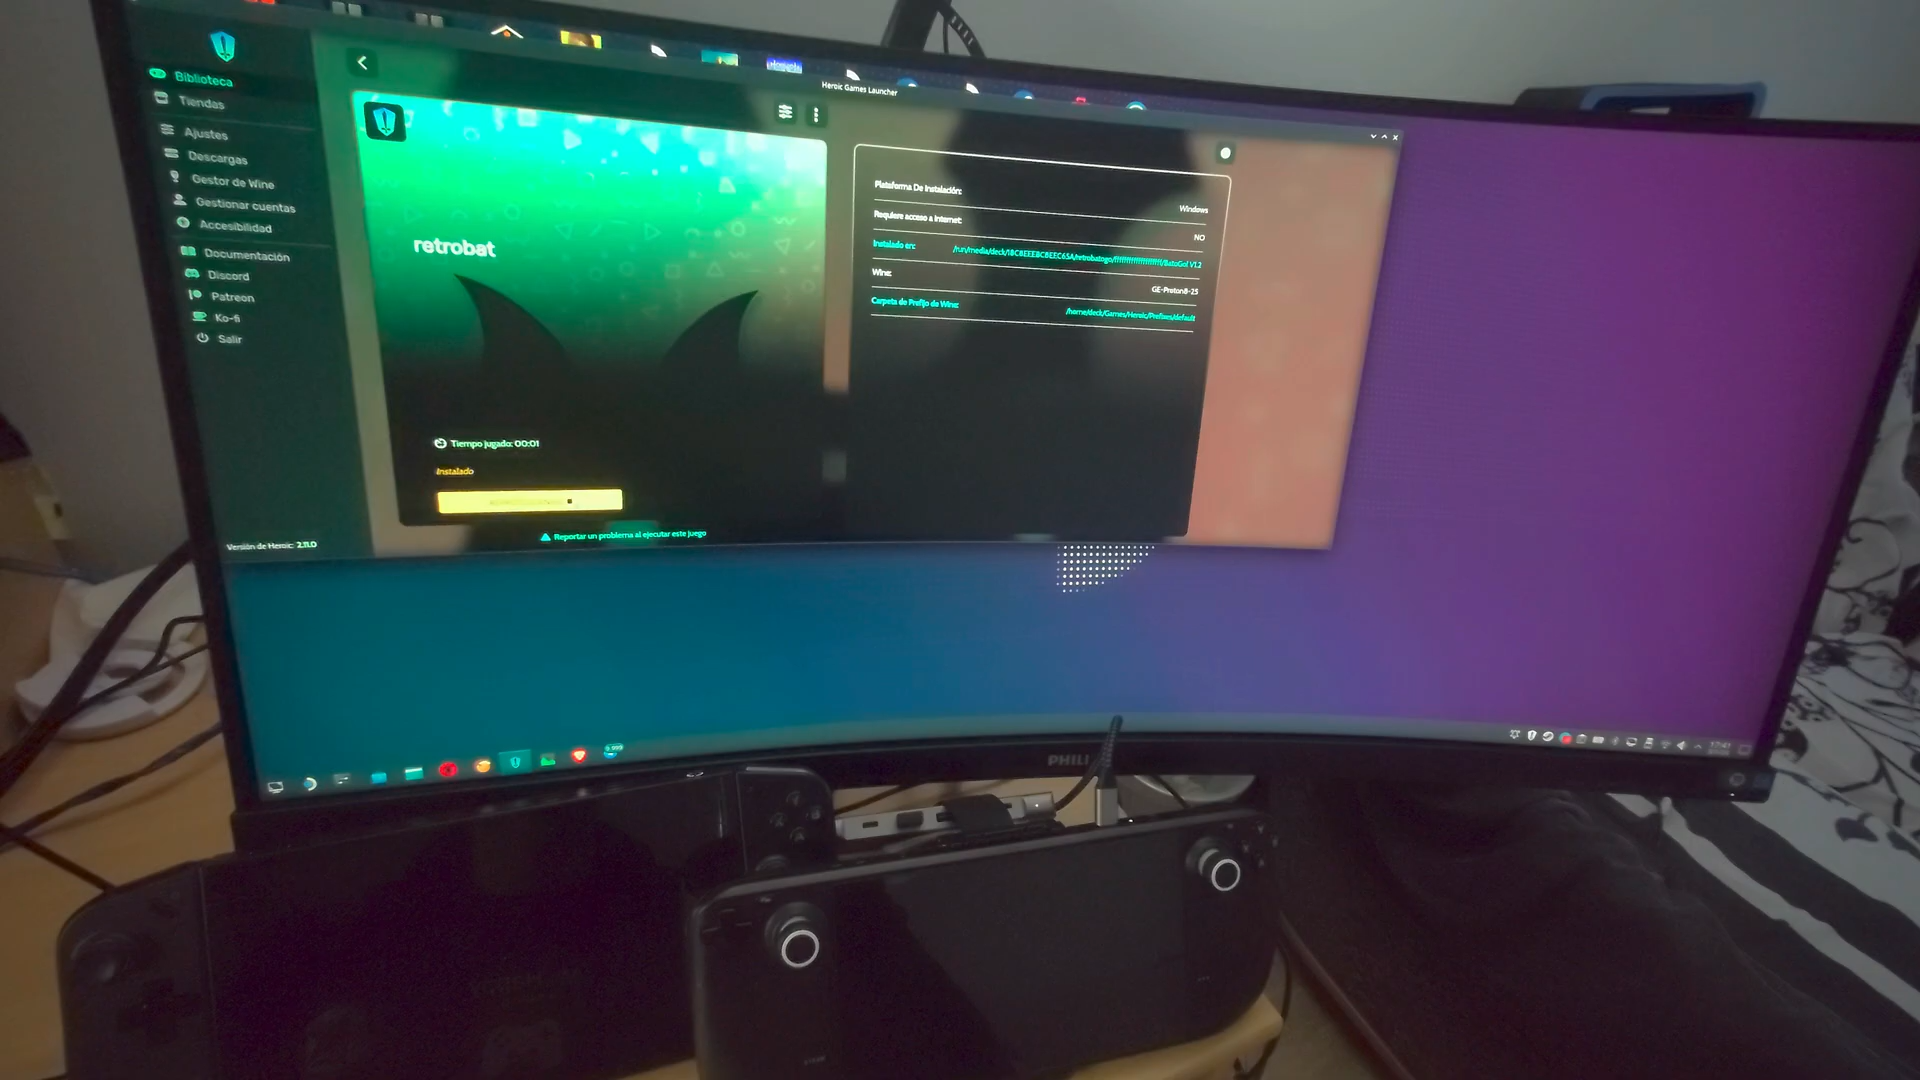 Heroic Games Launcher
Biblioteca
Tiendas
Ajustes
Descargas
Gestor de Wine
Gestionar cuentas
Accesibilidad
Documentación
Discord
Patreon
Ko-fi
Salir
Versión de Heroic: 2.11.0
retrobat
Tiempo jugado: 00:01
Instalado
Reportar un problema al ejecutar este juego
Plataforma De Instalación:
Windows
Requiere acceso a Internet:
NO
Instalado en:
Wine:
GE-Proton8-25
Carpeta de Prefijo de Wine:
/home/deck/Games/Heroic/Prefixes/default
PHILI